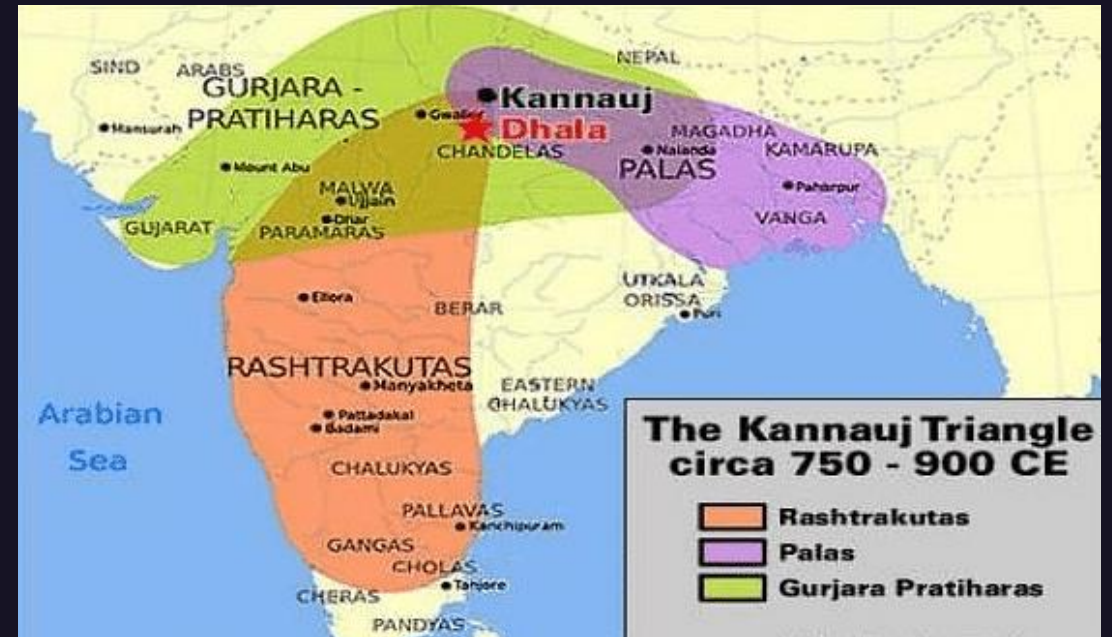 NEPAL
SIND
ARABS
GURJARA -
PRATIHARAS
Kannauj
Gwalior
Dhala
Mansurah
CHANDELAS
MAGADHA
Nalanda
KAMARUPA
PALAS
Mount Abu
Paharpur
MALWA
Ujjain
Dhar
VANGA
GUJARAT
PARAMARAS
UTKALA
ORISSA
Puri
Ellora
BERAR
RASHTRAKUTAS
Manyakheta
EASTERN
CHALUKYAS
Arabian
Sea
Pattadakal
Badami
CHALUKYAS
PALLAVAS
Kanchipuram
GANGAS
CHOLAS
Tanjore
CHERAS
PANDYAS
The Kannauj Triangle
circa 750 - 900 CE
Rashtrakutas
Palas
Gurjara Pratiharas